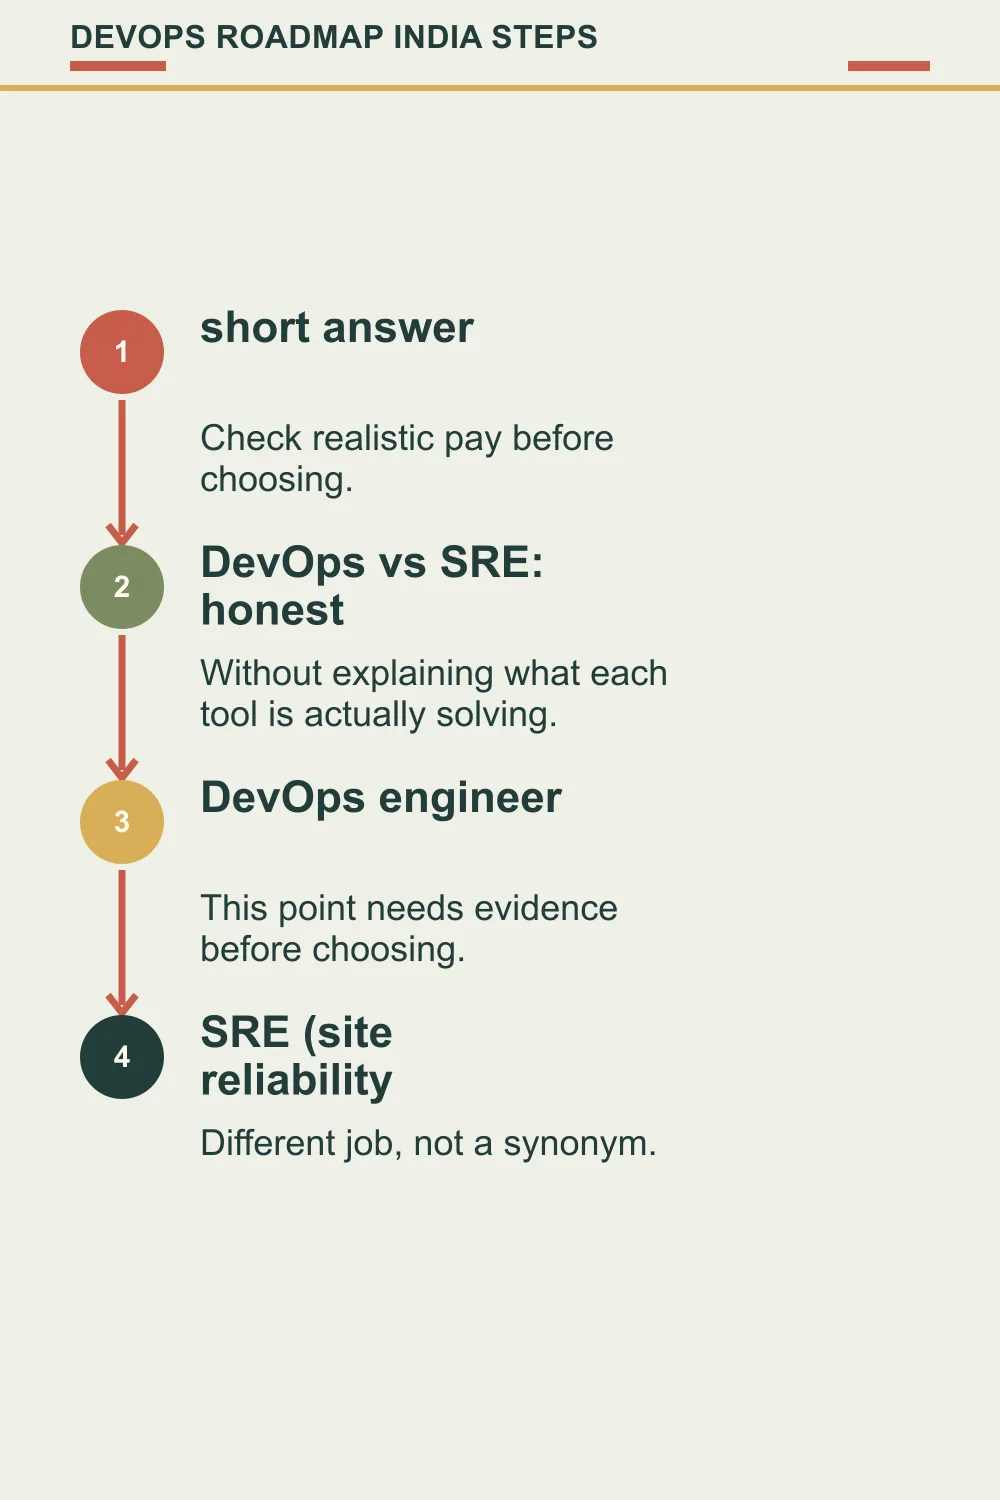 DEVOPS ROADMAP INDIA STEPS
1
short answer
Check realistic pay before
choosing.
2
DevOps vs SRE:
honest
Without explaining what each
tool is actually solving.
3
DevOps engineer
This point needs evidence
before choosing.
4
SRE (site
reliability
Different job, not a synonym.